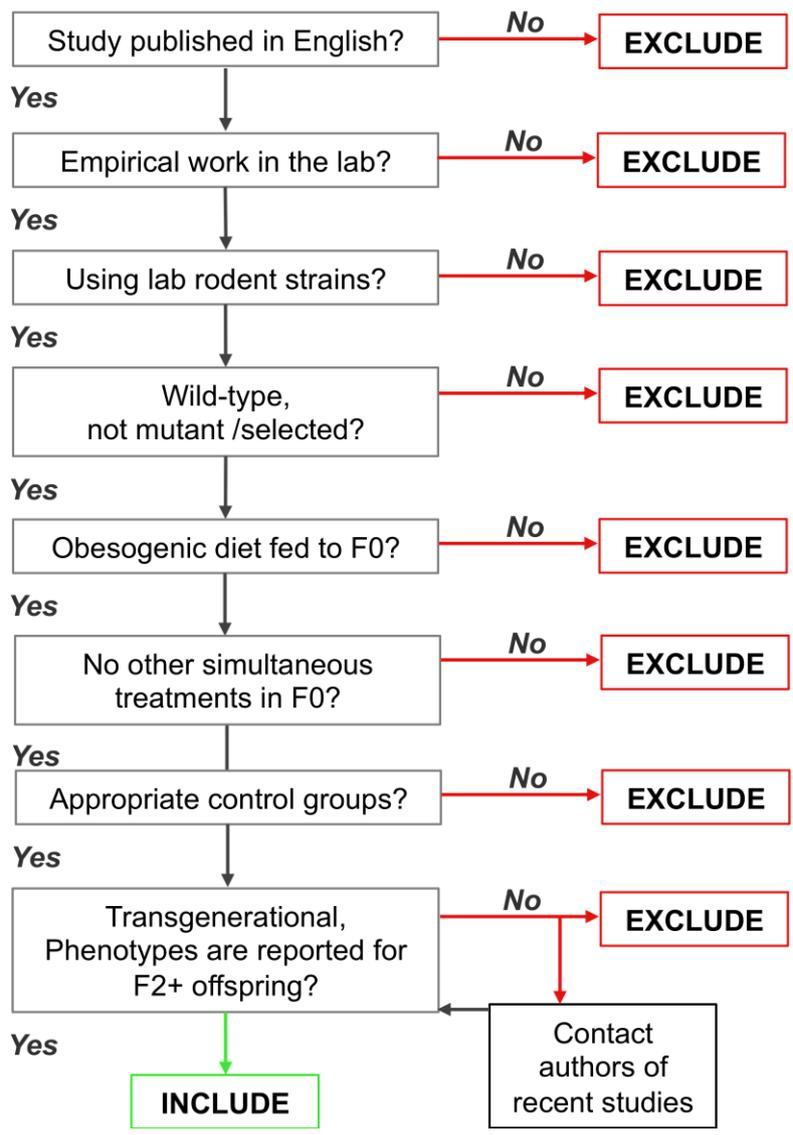 Study published in English?
No
EXCLUDE
Yes
Empirical work in the lab?
No
EXCLUDE
Yes
Using lab rodent strains?
No
EXCLUDE
Yes
Wild-type,
not mutant /selected?
No
EXCLUDE
Yes
Obesogenic diet fed to F0?
No
EXCLUDE
Yes
No other simultaneous
treatments in F0?
No
EXCLUDE
Yes
Appropriate control groups?
No
EXCLUDE
Yes
Transgenerational,
Phenotypes are reported for
F2+ offspring?
No
EXCLUDE
Contact
authors of
recent studies
Yes
INCLUDE